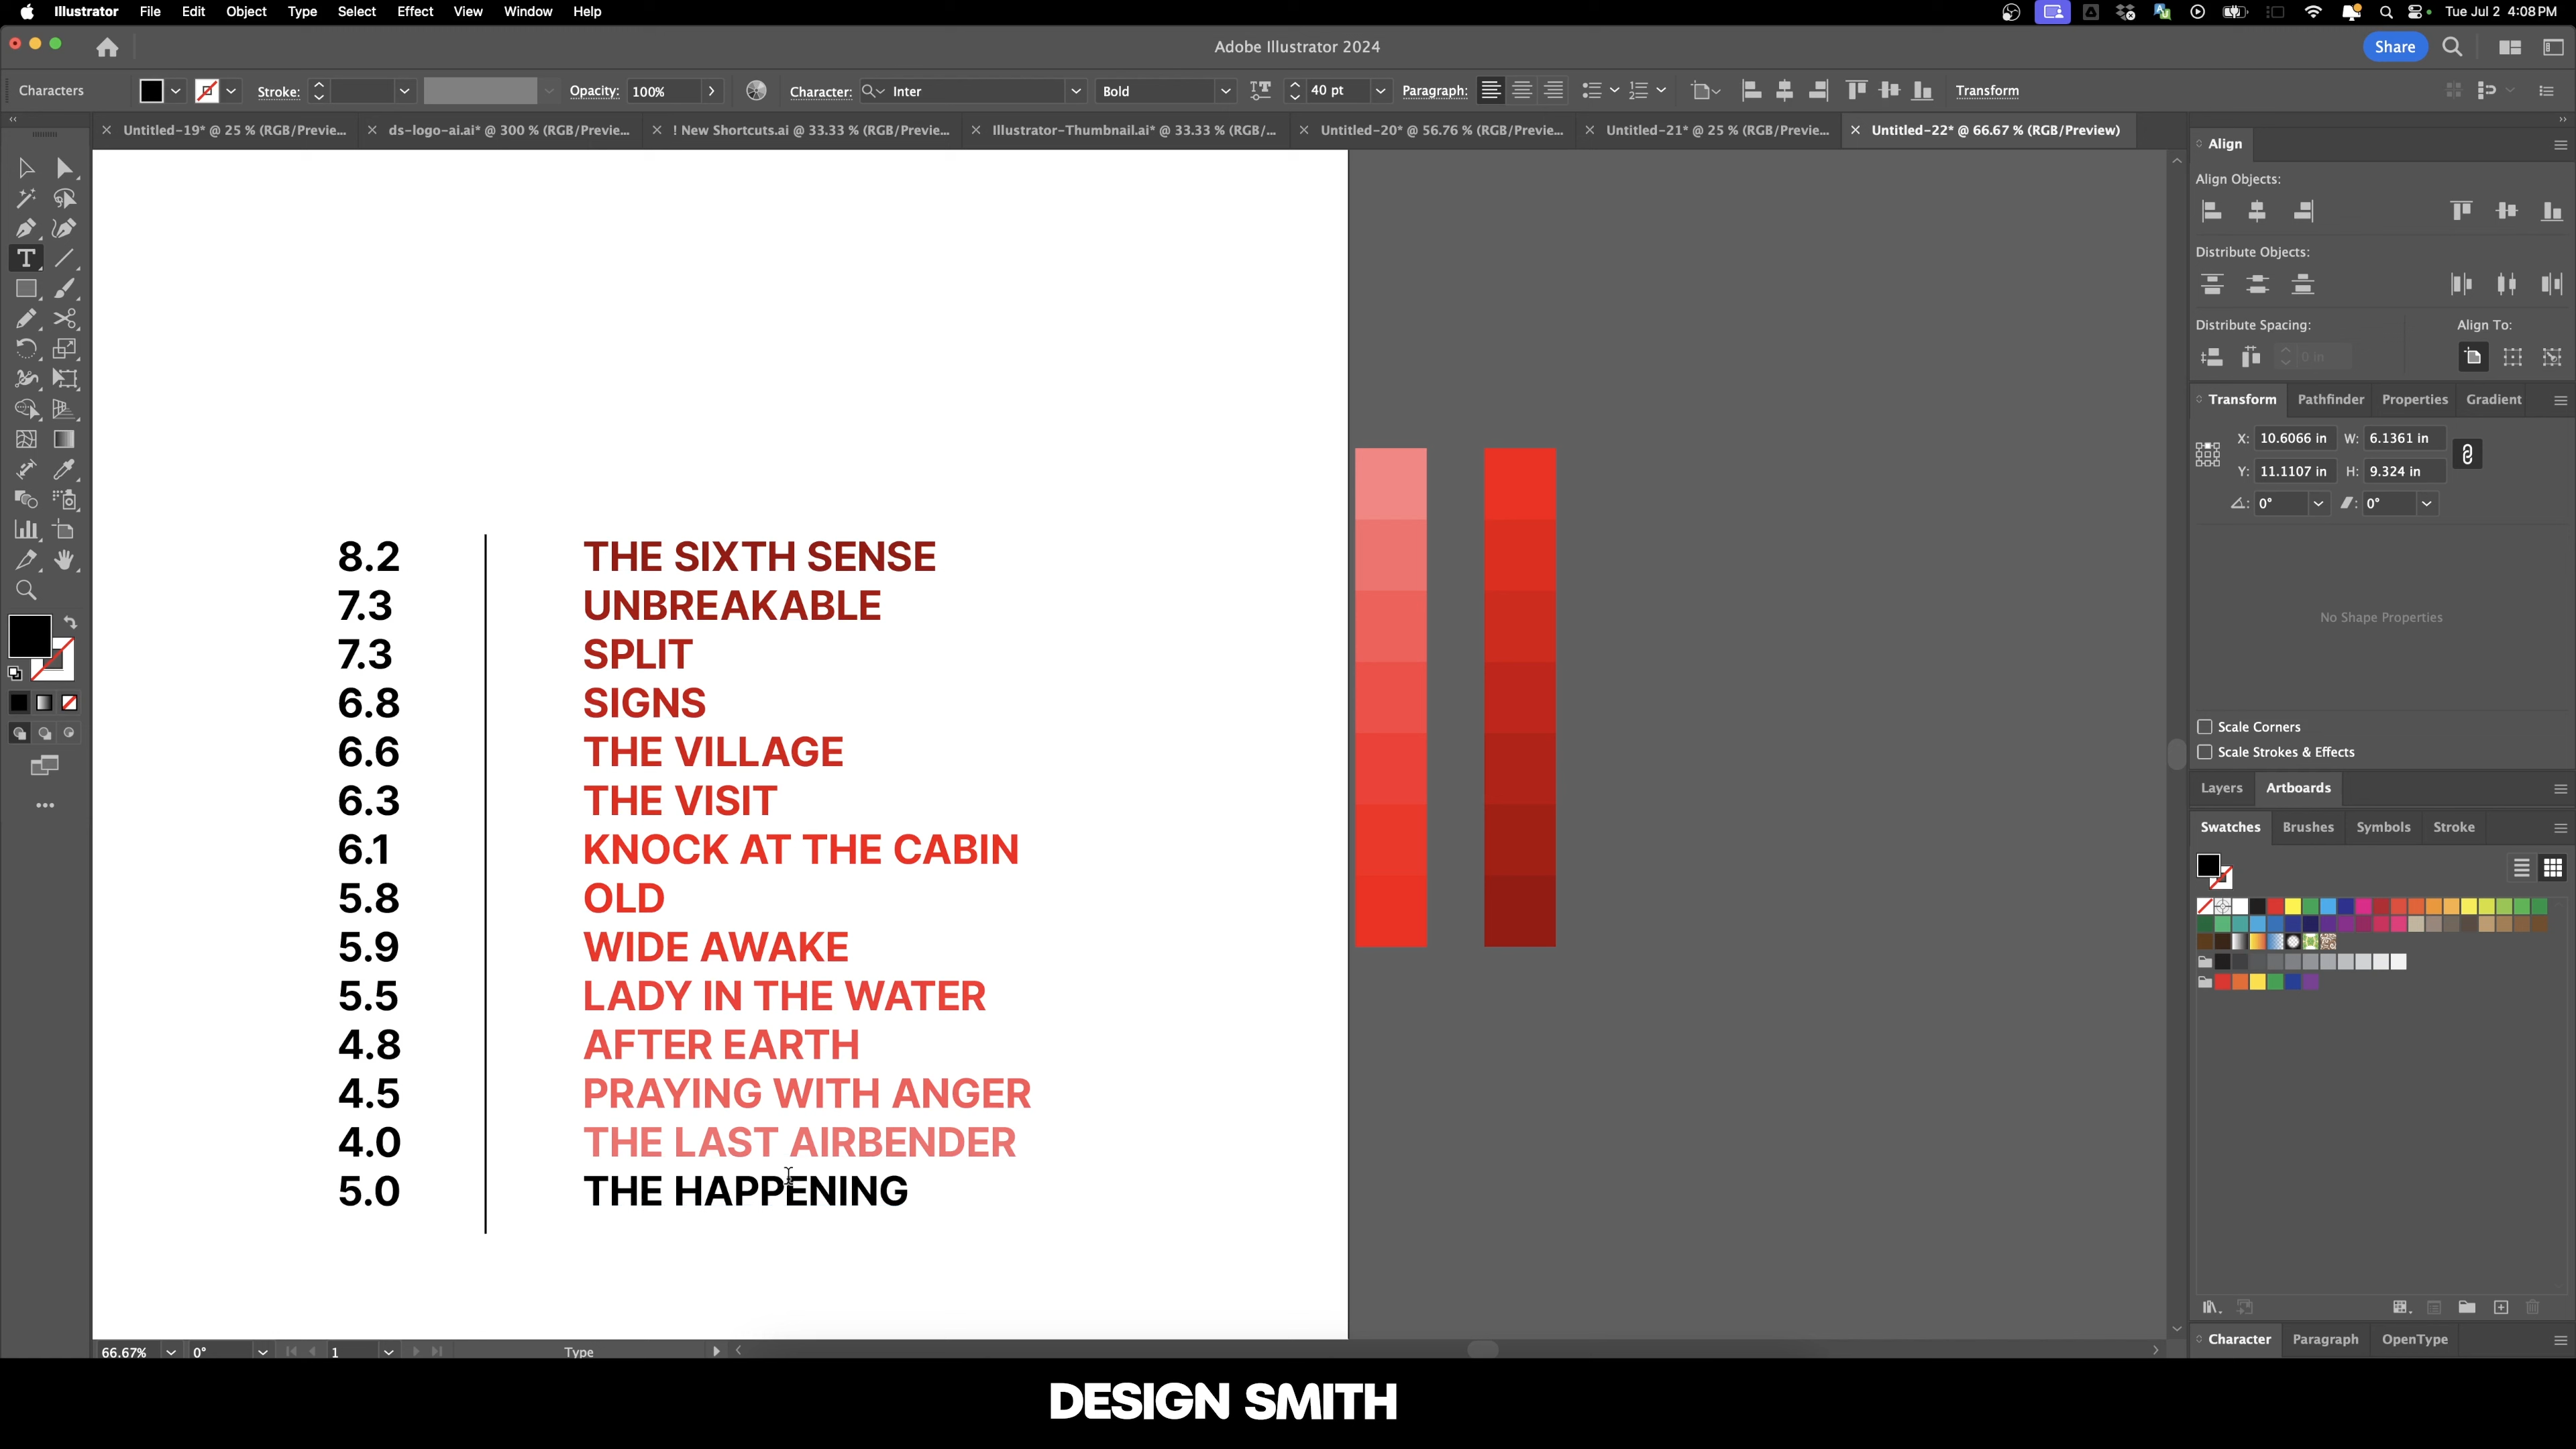 Illustrator File Edit Object Type Select Effect View Window Help
Tue Jul 2 4:08 PM
Adobe Illustrator 2024
Share
Characters
Stroke:
Opacity: 100%
Character: Inter
Bold
40 pt
Paragraph:
Transform
Untitled-19* @ 25 % (RGB/Previe...
ds-logo-ai.ai* @ 300 % (RGB/Previe...
! New Shortcuts.ai @ 33.33 % (RGB/Previe...
Illustrator-Thumbnail.ai* @ 33.33 % (RGB/...
Untitled-20* @ 56.76 % (RGB/Previe...
Untitled-21* @ 25 % (RGB/Previe...
Untitled-22* @ 66.67 % (RGB/Preview)
8.2 THE SIXTH SENSE
7.3 UNBREAKABLE
7.3 SPLIT
6.8 SIGNS
6.6 THE VILLAGE
6.3 THE VISIT
6.1 KNOCK AT THE CABIN
5.8 OLD
5.9 WIDE AWAKE
5.5 LADY IN THE WATER
4.8 AFTER EARTH
4.5 PRAYING WITH ANGER
4.0 THE LAST AIRBENDER
5.0 THE HAPPENING
66.67% 0° 1 Type
Align
Align Objects:
Distribute Objects:
Distribute Spacing: Align To:
0 in
Transform Pathfinder Properties Gradient
X: 10.6066 in W: 6.1361 in
Y: 11.1107 in H: 9.324 in
0° 0°
No Shape Properties
Scale Corners
Scale Strokes & Effects
Layers Artboards
Swatches Brushes Symbols Stroke
Character Paragraph OpenType
DESIGN SMITH